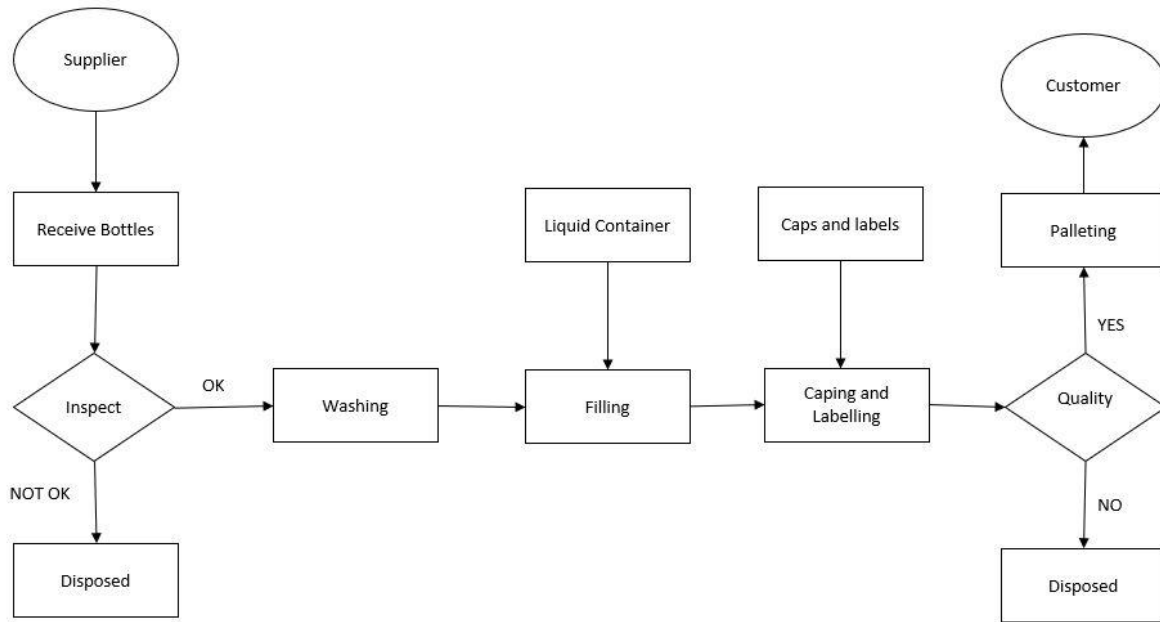 Supplier
Customer
Receive Bottles
Liquid Container
Caps and labels
Palleting
YES
OK
Inspect
Washing
Filling
Caping and
Labelling
Quality
NOT OK
NO
Disposed
Disposed